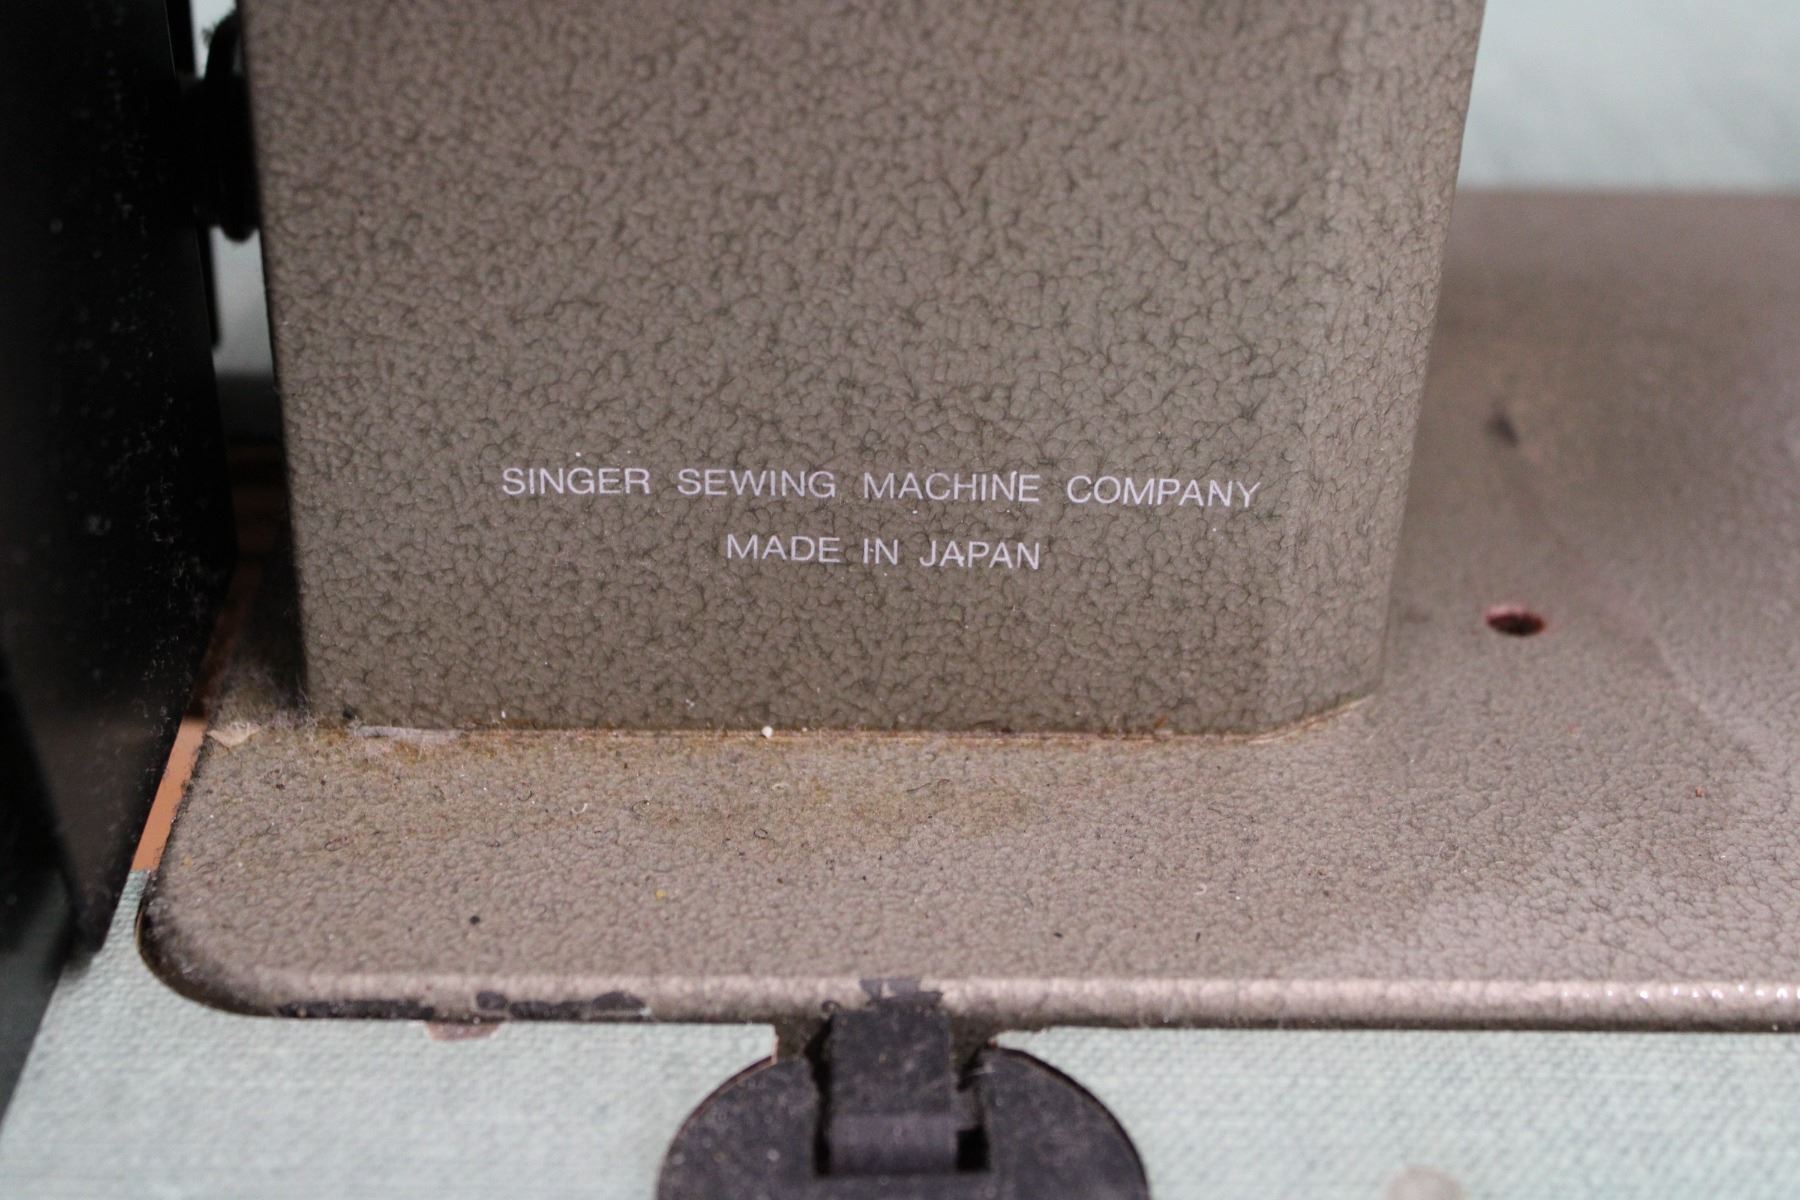 SINGER SEWING MACHINE COMPANY
MADE IN JAPAN